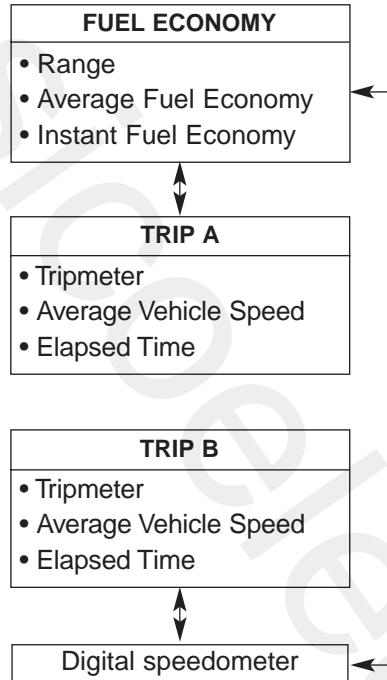 FUEL ECONOMY
• Range
• Average Fuel Economy
• Instant Fuel Economy
TRIP A
• Tripmeter
• Average Vehicle Speed
• Elapsed Time
TRIP B
• Tripmeter
• Average Vehicle Speed
• Elapsed Time
Digital speedometer